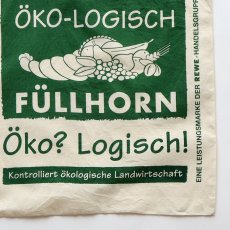 ÖKO-LOGISCH
FÜLLHORN
Öko? Logisch!
Kontrolliert ökologische Landwirtschaft
EINE LEISTUNGSMARKE DER REWE-HANDELSGRUPPE